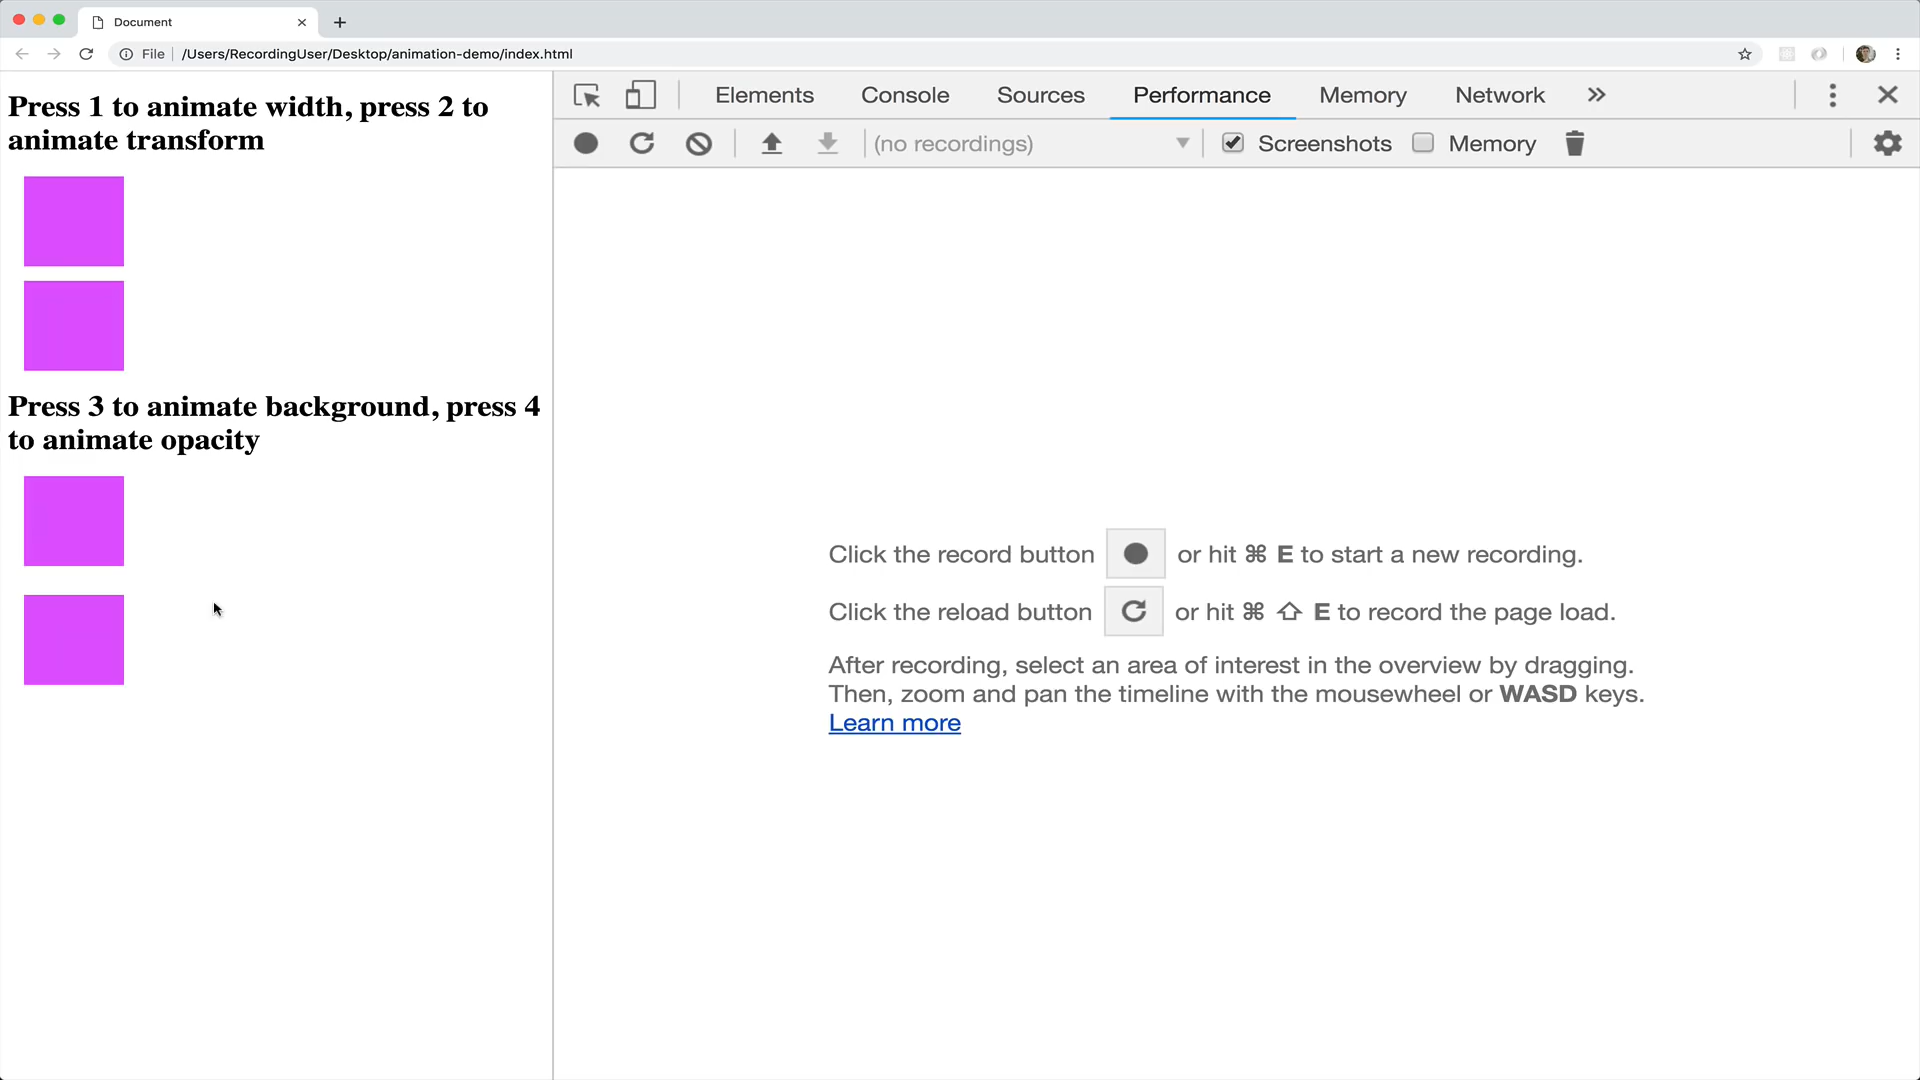 Document
File
/Users/RecordingUser/Desktop/animation-demo/index.html
Press 1 to animate width, press 2 to
animate transform
Press 3 to animate background, press 4
to animate opacity
Elements Console Sources Performance Memory Network »
(no recordings) Screenshots Memory
Click the record button or hit ⌘ E to start a new recording.
Click the reload button or hit ⌘ ⇧ E to record the page load.
After recording, select an area of interest in the overview by dragging.
Then, zoom and pan the timeline with the mousewheel or WASD keys.
Learn more